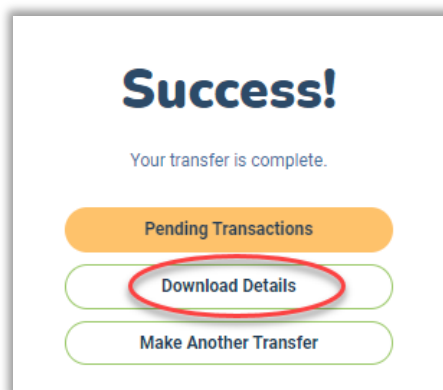 Success!
Your transfer is complete.
Pending Transactions
Download Details
Make Another Transfer